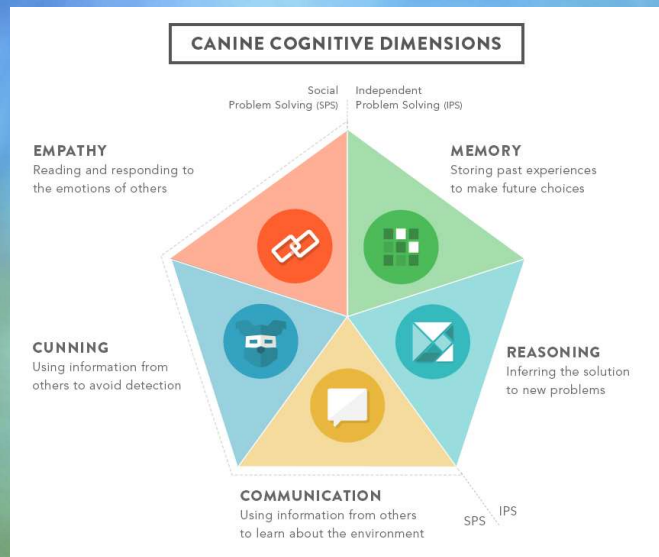 CANINE COGNITIVE DIMENSIONS
Social
Problem Solving (SPS)
Independent
Problem Solving (IPS)
EMPATHY
Reading and responding to
the emotions of others
MEMORY
Storing past experiences
to make future choices
CUNNING
Using information from
others to avoid detection
REASONING
Inferring the solution
to new problems
COMMUNICATION
Using information from others
to learn about the environment
SPS
IPS